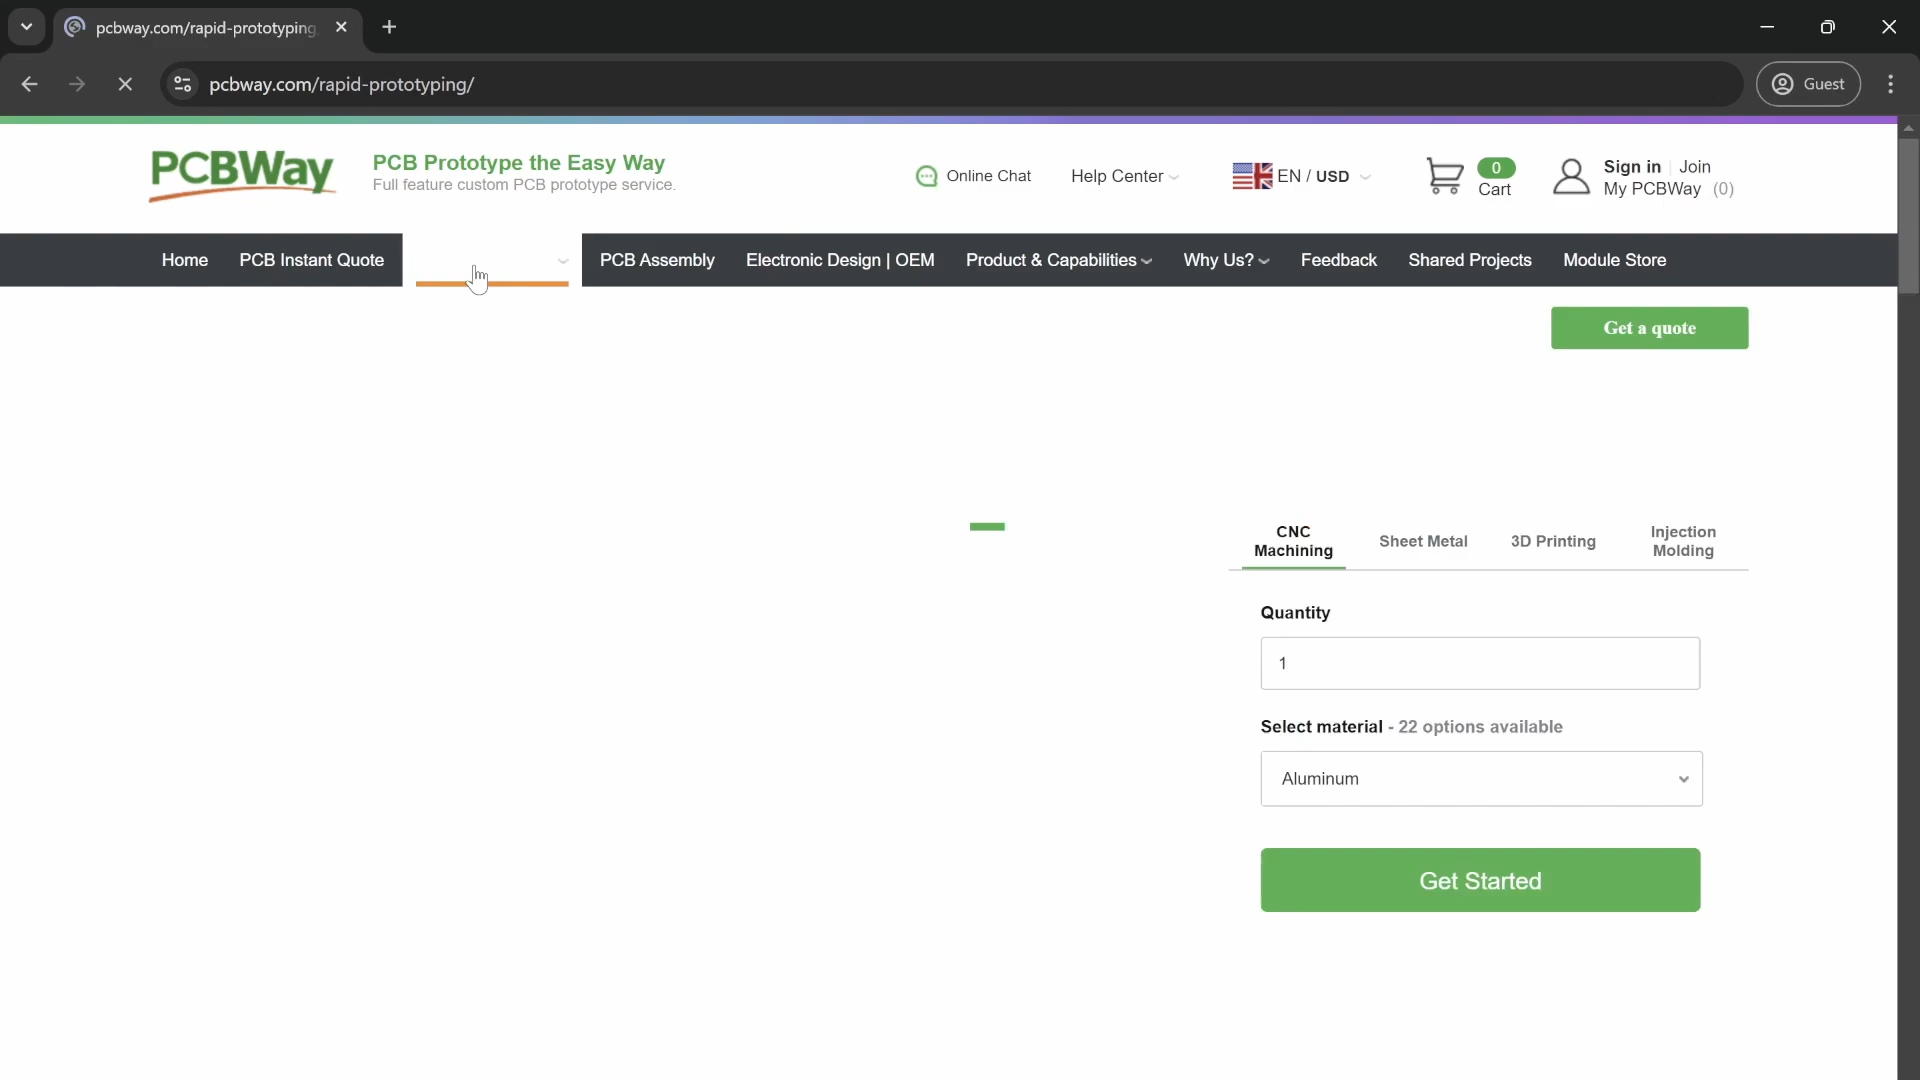 pcbway.com/rapid-prototyping
pcbway.com/rapid-prototyping/
Guest
PCBWay
PCB Prototype the Easy Way
Full feature custom PCB prototype service.
Online Chat
Help Center
EN / USD
0
Cart
Sign in
Join
My PCBWay (0)
Home
PCB Instant Quote
PCB Assembly
Electronic Design | OEM
Product & Capabilities
Why Us?
Feedback
Shared Projects
Module Store
Get a quote
CNC
Machining
Sheet Metal
3D Printing
Injection
Molding
Quantity
1
Select material - 22 options available
Aluminum
Get Started